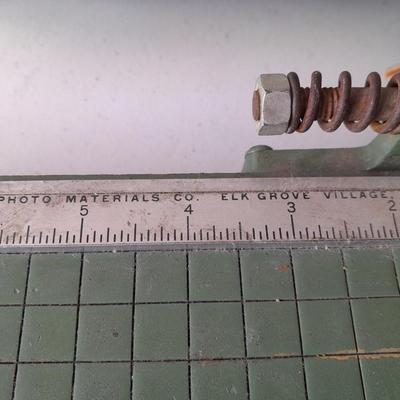 PHOTO MATERIALS CO. ELK GROVE VILLAGE,
5 4 3 2